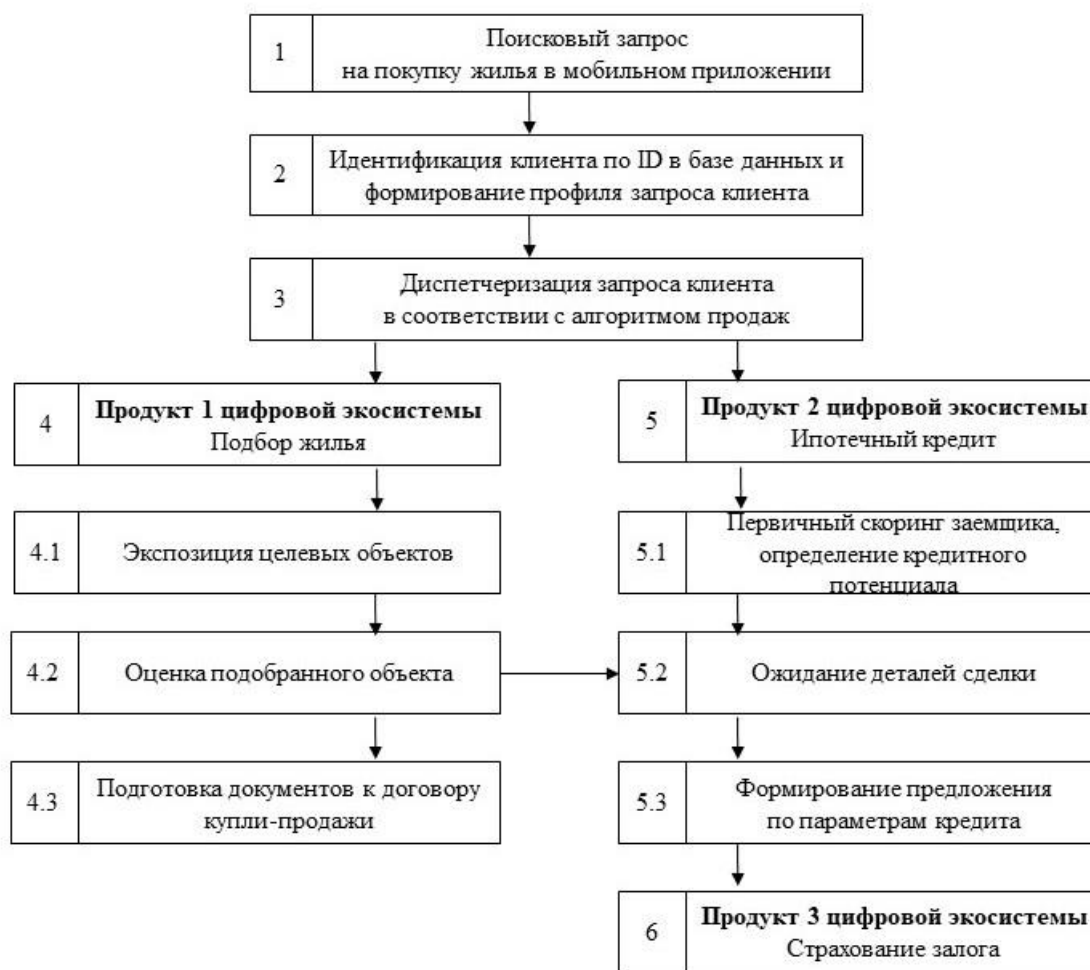 1
Поисковый запрос
на покупку жилья в мобильном приложении
2
Идентификация клиента по ID в базе данных и
формирование профиля запроса клиента
3
Диспетчеризация запроса клиента
в соответствии с алгоритмом продаж
4
Продукт 1 цифровой экосистемы
Подбор жилья
5
Продукт 2 цифровой экосистемы
Ипотечный кредит
4.1
Экспозиция целевых объектов
5.1
Первичный скоринг заемщика,
определение кредитного
потенциала
4.2
Оценка подобранного объекта
5.2
Ожидание деталей сделки
4.3
Подготовка документов к договору
купли-продажи
5.3
Формирование предложения
по параметрам кредита
6
Продукт 3 цифровой экосистемы
Страхование залога